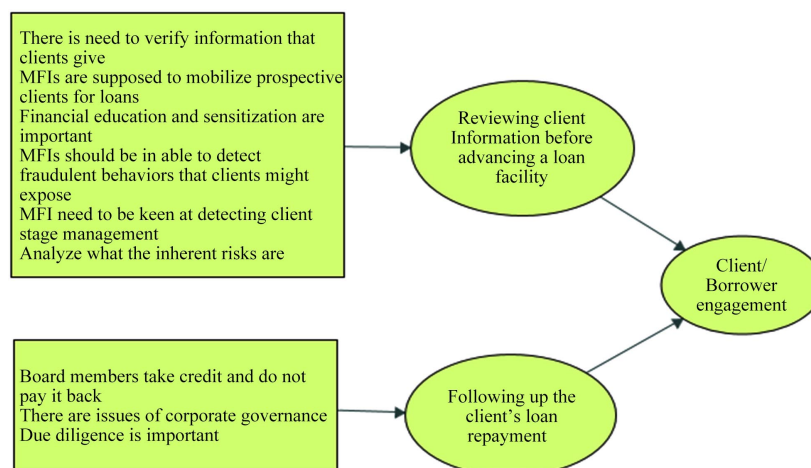 There is need to verify information that
clients give
MFIs are supposed to mobilize prospective
clients for loans
Financial education and sensitization are
important
MFIs should be in able to detect
fraudulent behaviors that clients might
expose
MFI need to be keen at detecting client
stage management
Analyze what the inherent risks are
Reviewing client
Information before
advancing a loan
facility
Client/
Borrower
engagement
Board members take credit and do not
pay it back
There are issues of corporate governance
Due diligence is important
Following up the
client's loan
repayment